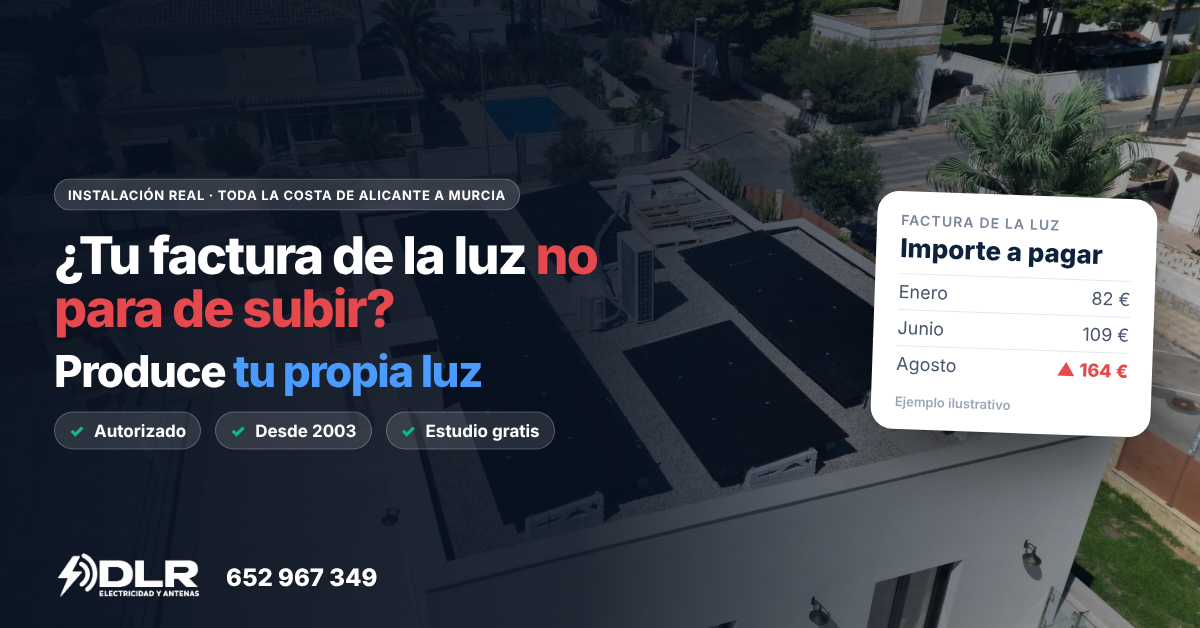 INSTALACIÓN REAL · TODA LA COSTA DE ALICANTE A MURCIA
¿Tu factura de la luz no
para de subir?
Produce tu propia luz
✓ Autorizado
✓ Desde 2003
✓ Estudio gratis
DLR
ELECTRICIDAD Y ANTENAS
652 967 349
FACTURA DE LA LUZ
Importe a pagar
Enero 82 €
Junio 109 €
Agosto ▲ 164 €
Ejemplo ilustrativo